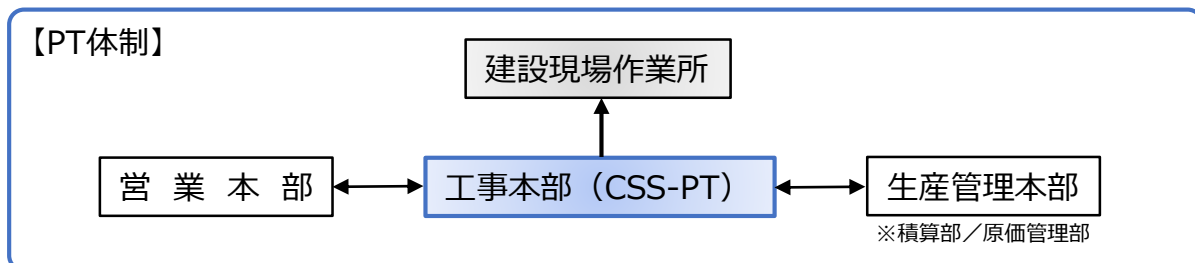 【PT体制】
建設現場作業所
営 業 本 部
工事本部（CSS-PT）
生産管理本部
※積算部／原価管理部